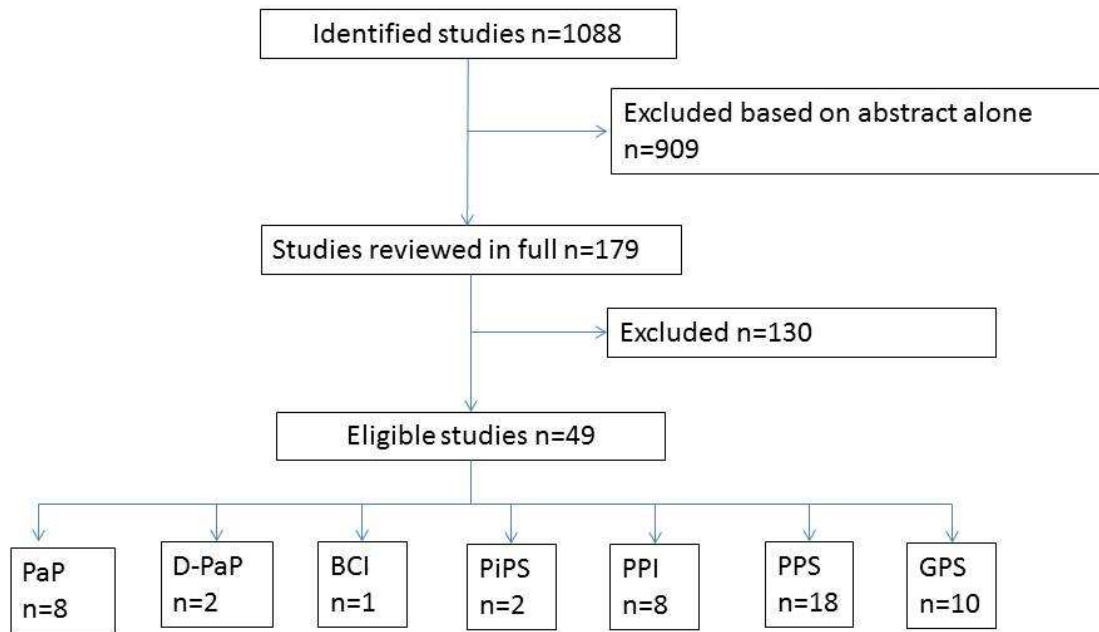 Identified studies n=1088
Excluded based on abstract alone
n=909
Studies reviewed in full n=179
Excluded n=130
Eligible studies n=49
PaP
n=8
D-PaP
n=2
BCI
n=1
PiPS
n=2
PPI
n=8
PPS
n=18
GPS
n=10